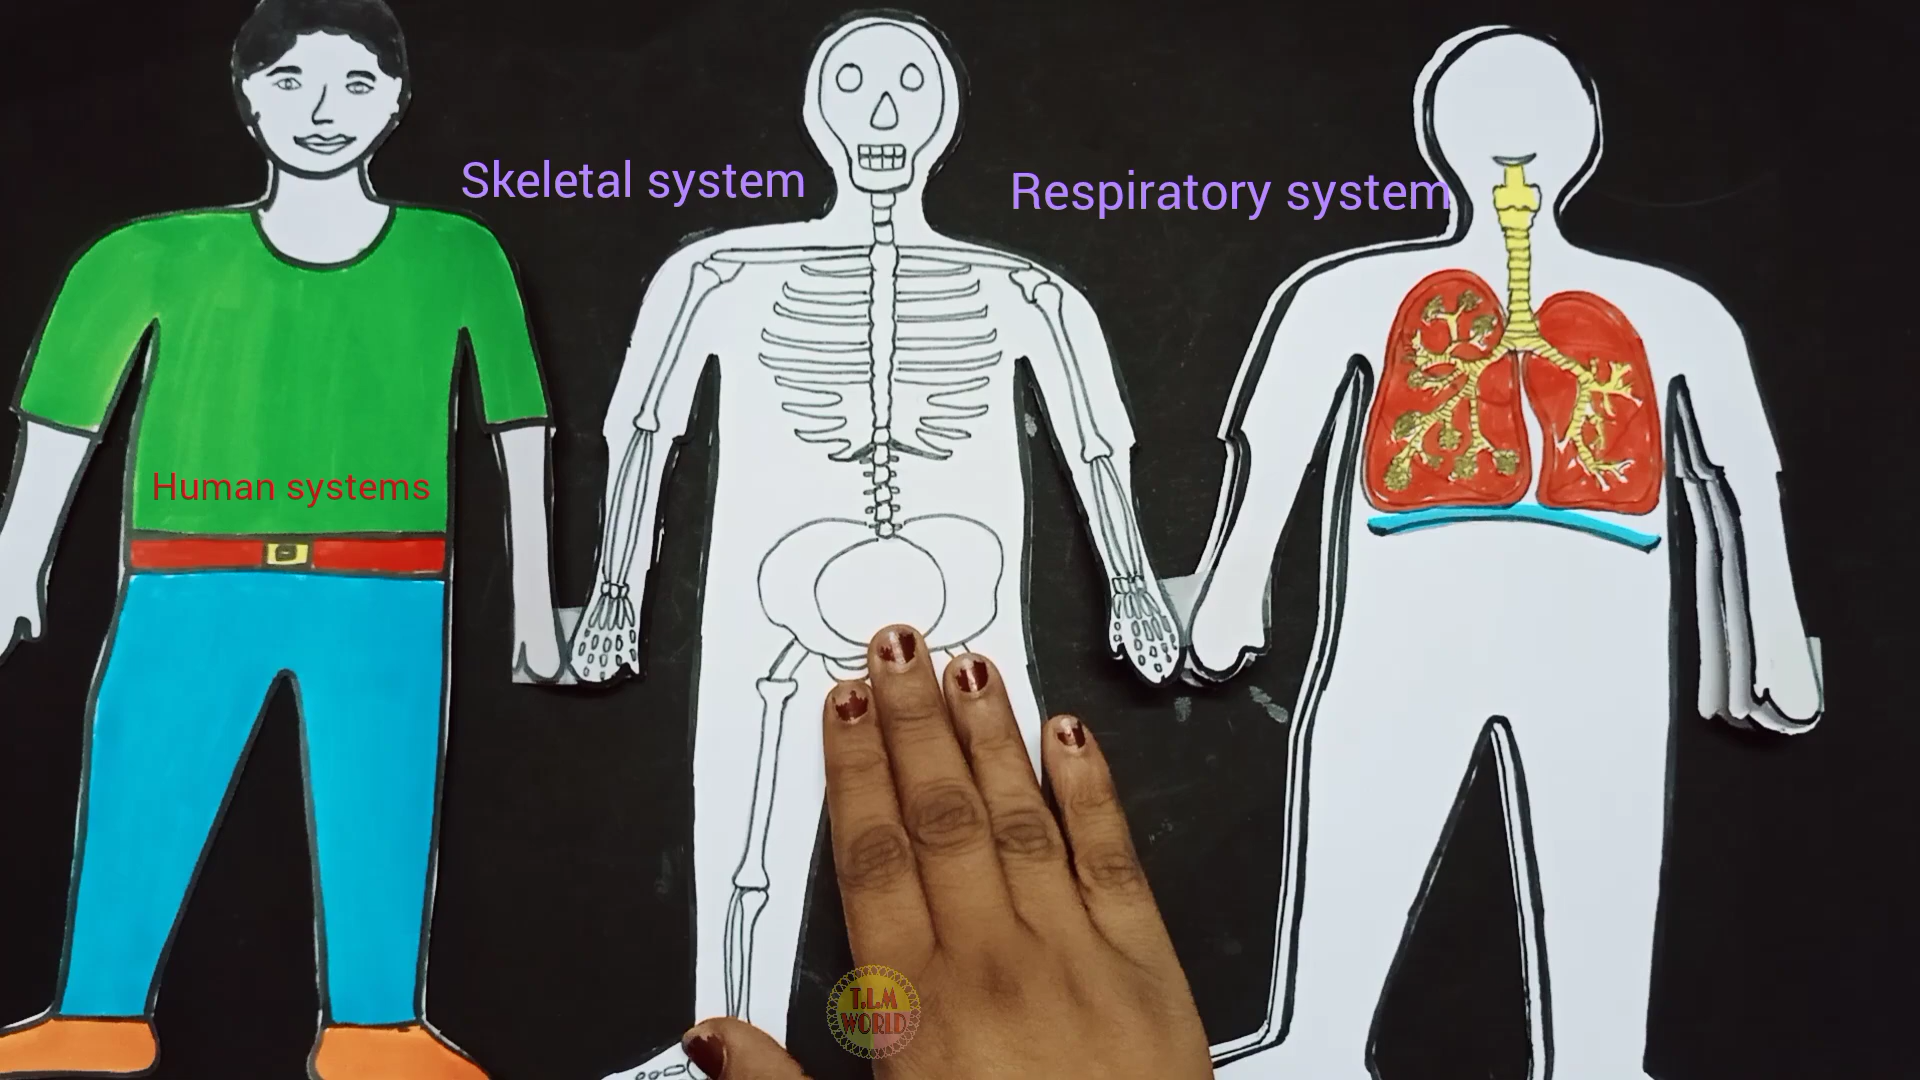 Skeletal system
Respiratory system
Human systems
T.L.M
WORLD